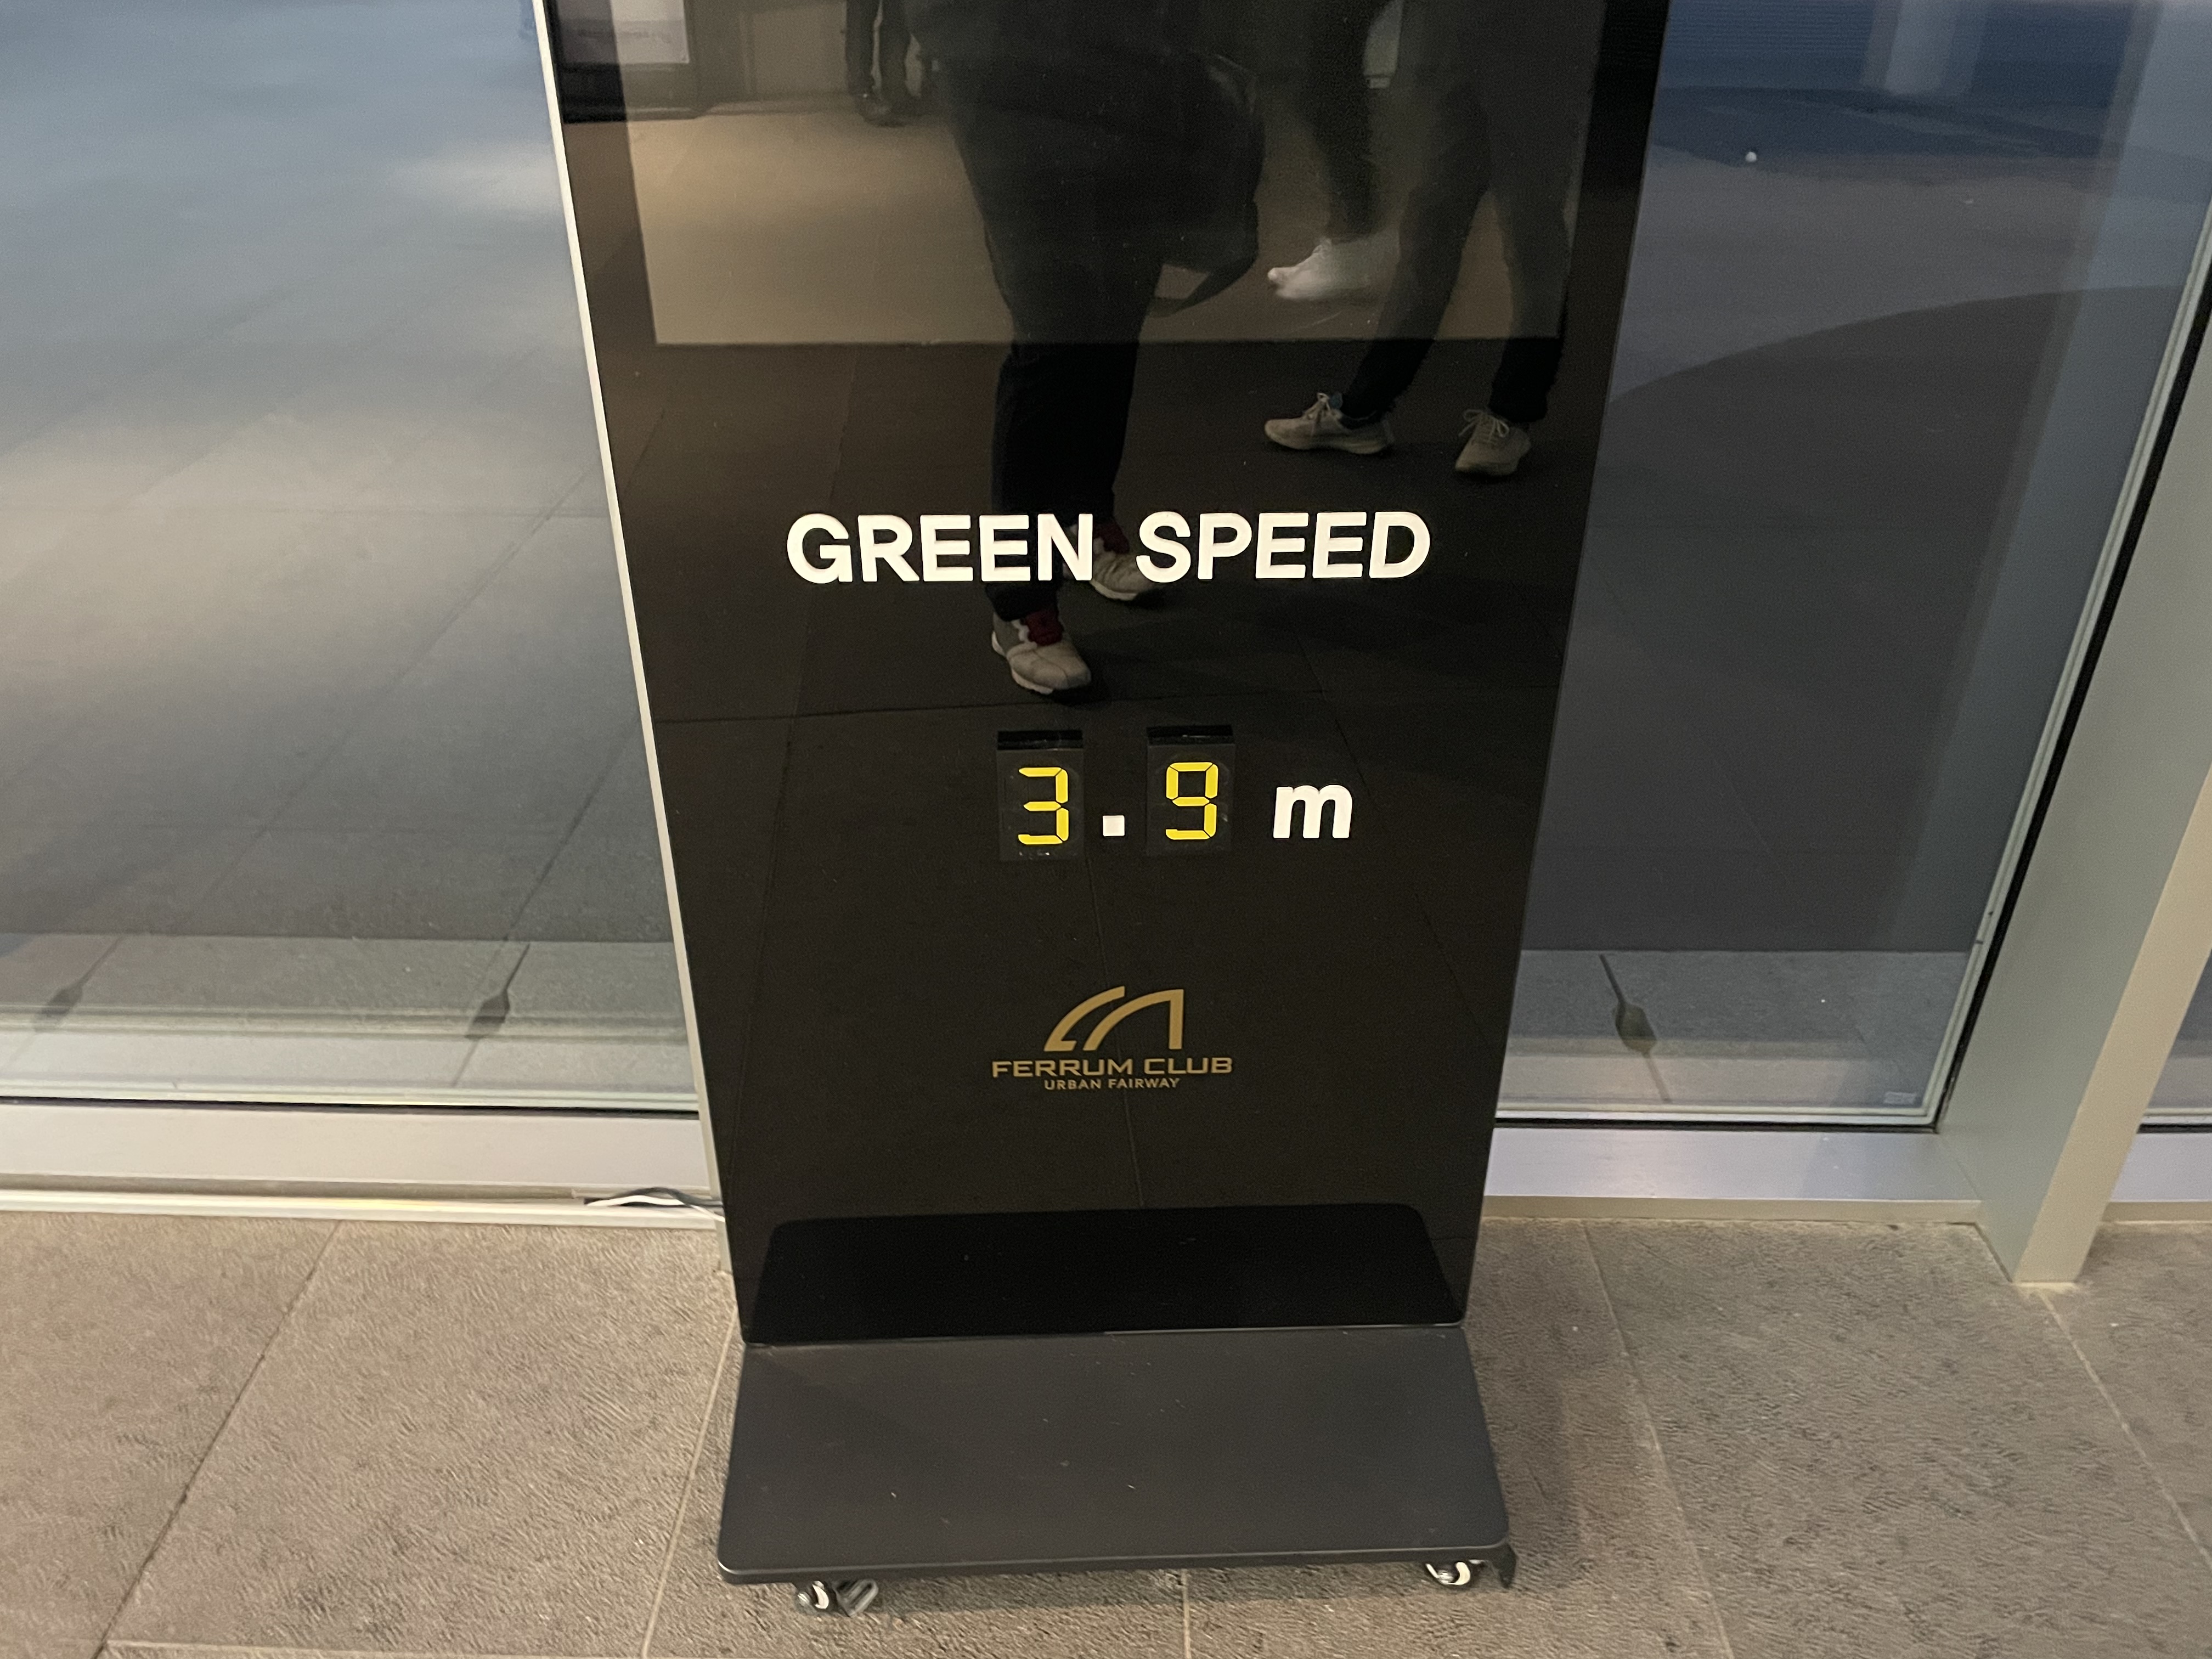 GREEN SPEED
3.9 m
FERRUM CLUB
URBAN FAIRWAY